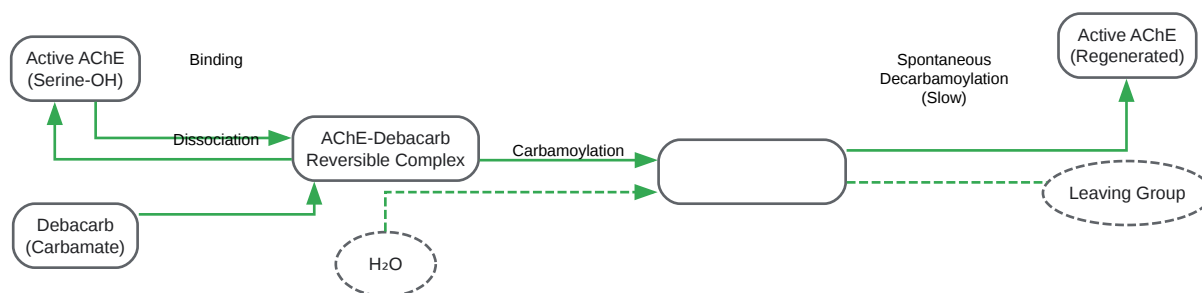 Active AChE
(Serine-OH)
Binding
Dissociation
Debacarb
(Carbamate)
AChE-Debacarb
Reversible Complex
Carbamoylation
H₂O
Spontaneous
Decarbamoylation
(Slow)
Active AChE
(Regenerated)
Leaving Group